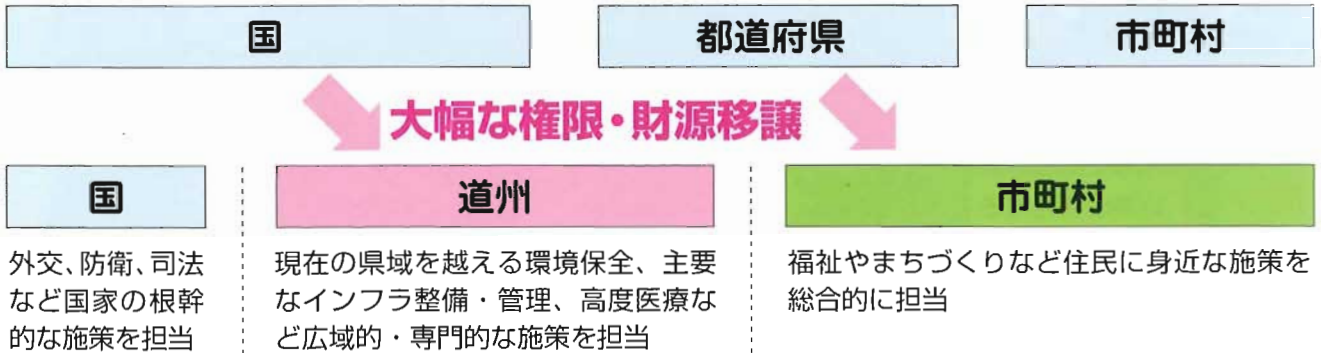 国 都道府県 市町村
大幅な権限・財源移譲
国 道州 市町村
外交、防衛、司法
など国家の根幹
的な施策を担当
現在の県域を越える環境保全、主要
なインフラ整備・管理、高度医療な
ど広域的・専門的な施策を担当
福祉やまちづくりなど住民に身近な施策を
総合的に担当